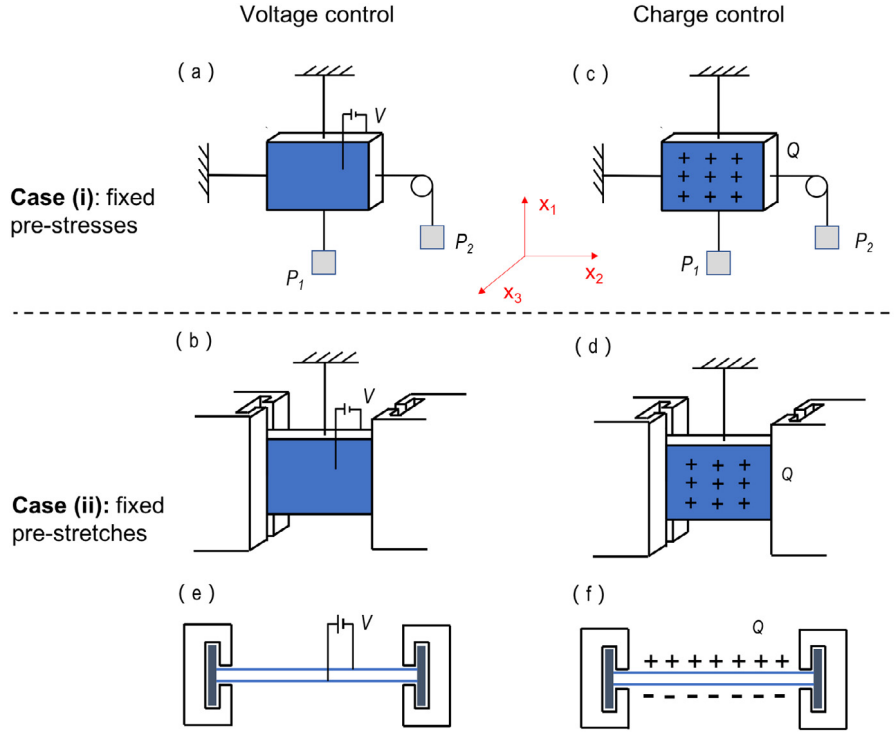 Voltage control
Charge control
( a )
V
( c )
Q
Case (i): fixed
pre-stresses
P1
P2
x1
x2
x3
P1
P2
( b )
V
( d )
Q
Case (ii): fixed
pre-stretches
( e )
V
( f )
Q
+ + + + + + +
- - - - - - -